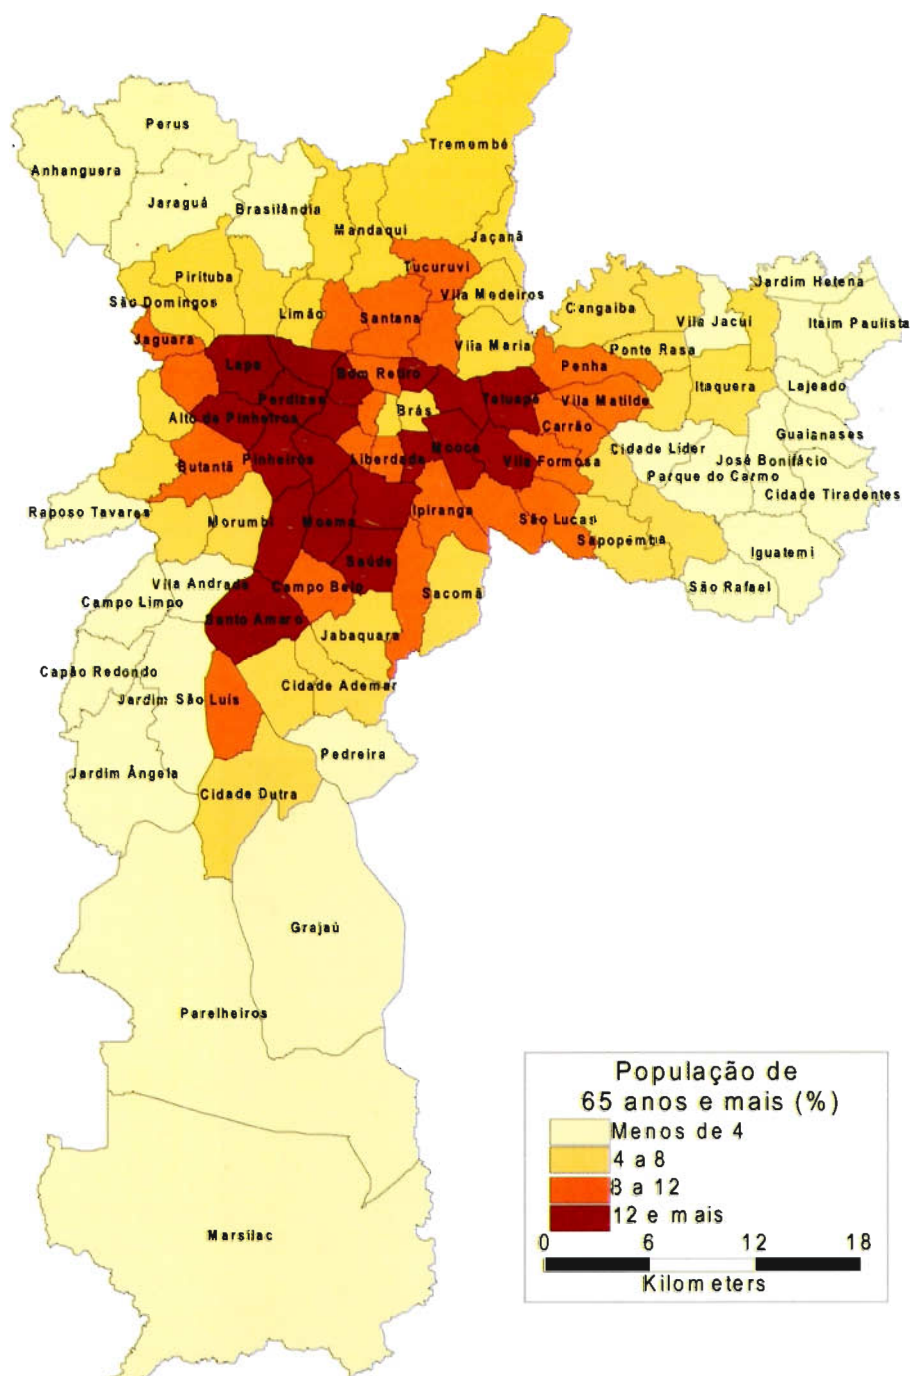 Tremembé
Perus
Anhanguera
Jaraguá
Brasilândia
Mandaqui
Jaçanã
Tucuruvi
Pirituba
São Domingos
Vila Medeiros
Jardim Helena
Cangaiba
Limão
Santana
Vila Jacuí
Itaim Paulista
Jaguara
Vila Maria
Ponte Rasa
Lapa
Bom Retiro
Penha
Itaquera
Lajeado
Perdizes
Tatuapé
Vila Matilde
Alto de Pinheiros
Brás
Carrão
Guaianases
Mooca
Cidade Líder
Butantã
Pinheiros
Liberdade
Vila Formosa
José Bonifácio
Parque do Carmo
Cidade Tiradentes
Raposo Tavares
Morumbi
Moema
Ipiranga
São Lucas
Sapopemba
Iguatemi
Saúde
Vila Andrade
Campo Belo
São Rafael
Campo Limpo
Sacomã
Santo Amaro
Jabaquara
Capão Redondo
Cidade Ademar
Jardim São Luís
Pedreira
Jardim Ângela
Cidade Dutra
Grajaú
Parelheiros
Marsilac
População de
65 anos e mais (%)
Menos de 4
4 a 8
8 a 12
12 e mais
0 6 12 18
Kilometers